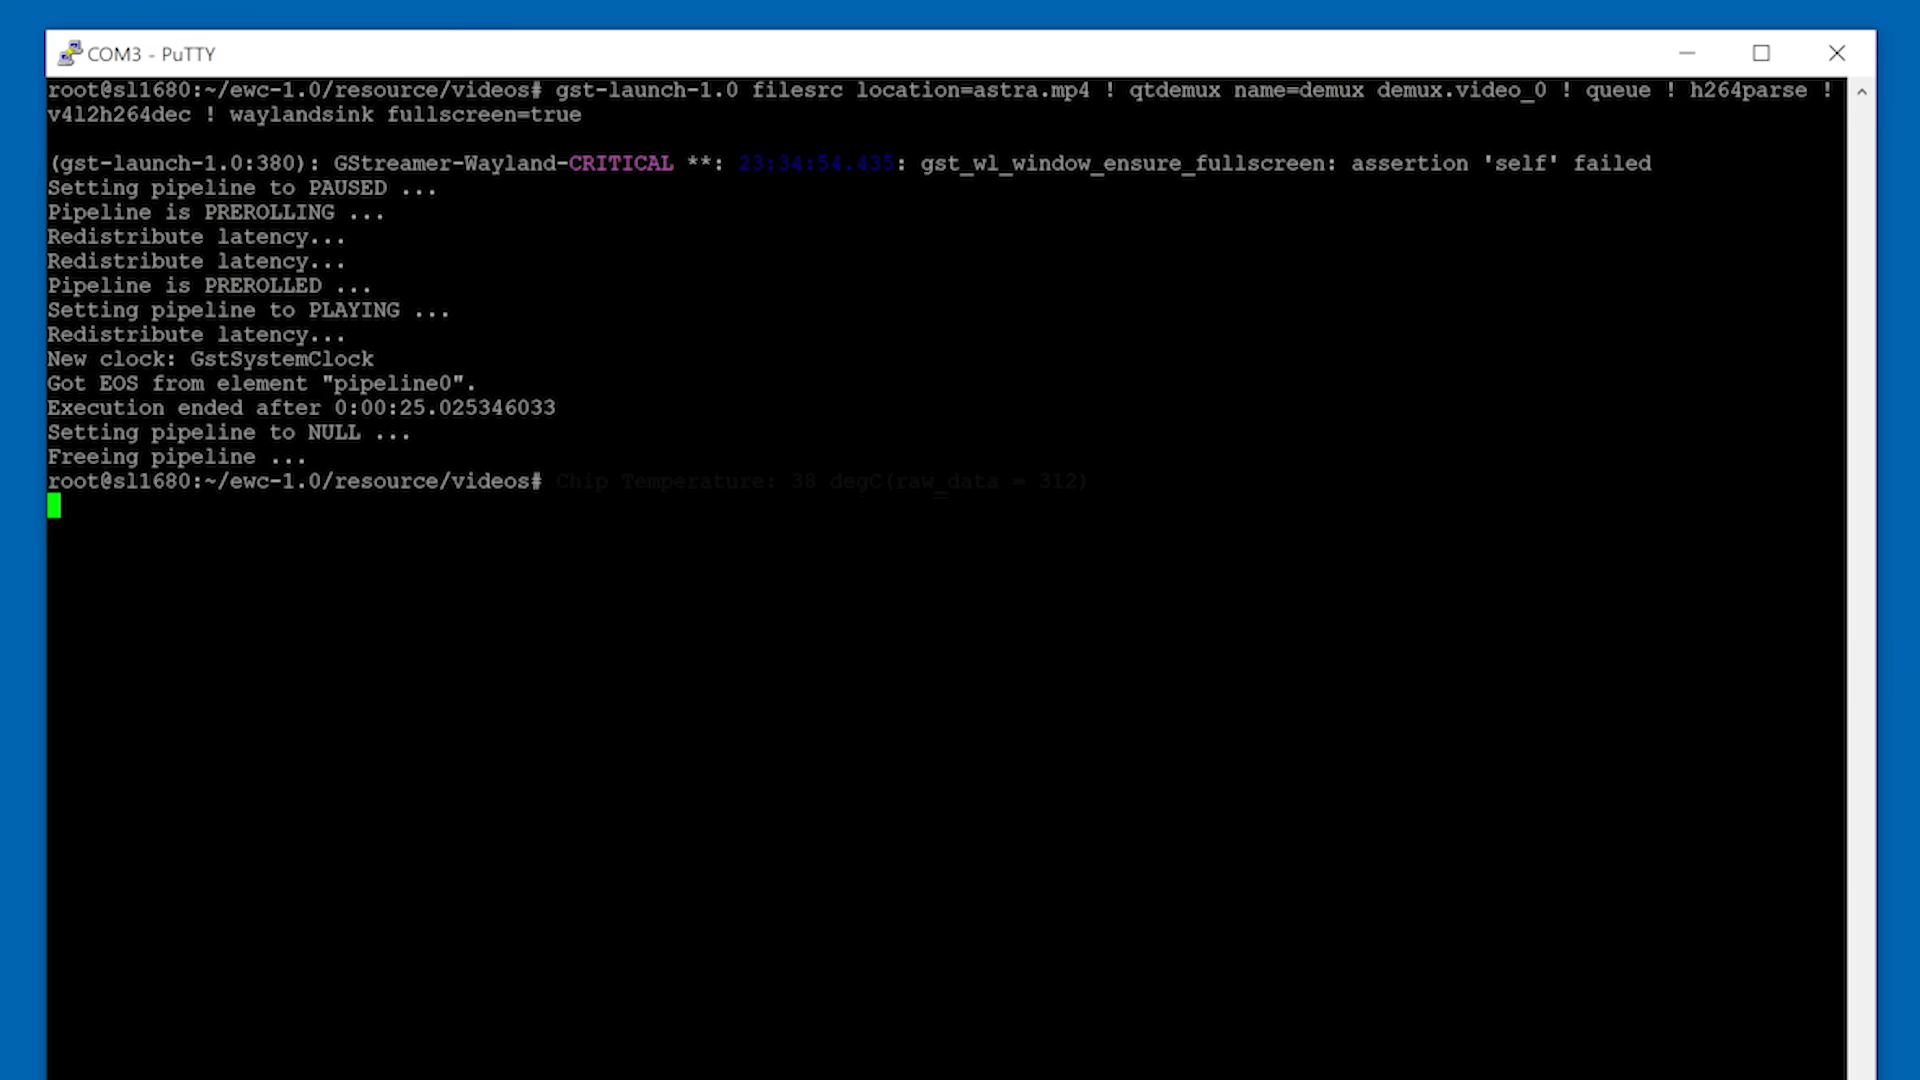 COM3 - PuTTY
root@sl1680:~/ewc-1.0/resource/videos# gst-launch-1.0 filesrc location=astra.mp4 ! qtdemux name=demux demux.video_0 ! queue ! h264parse !
v4l2h264dec ! waylandsink fullscreen=true
(gst-launch-1.0:380): GStreamer-Wayland-CRITICAL **: 23:34:54.435: gst_wl_window_ensure_fullscreen: assertion 'self' failed
Setting pipeline to PAUSED ...
Pipeline is PREROLLING ...
Redistribute latency...
Redistribute latency...
Pipeline is PREROLLED ...
Setting pipeline to PLAYING ...
Redistribute latency...
New clock: GstSystemClock
Got EOS from element "pipeline0".
Execution ended after 0:00:25.025346033
Setting pipeline to NULL ...
Freeing pipeline ...
root@sl1680:~/ewc-1.0/resource/videos# Chip Temperature: 38 degC(raw_data = 312)